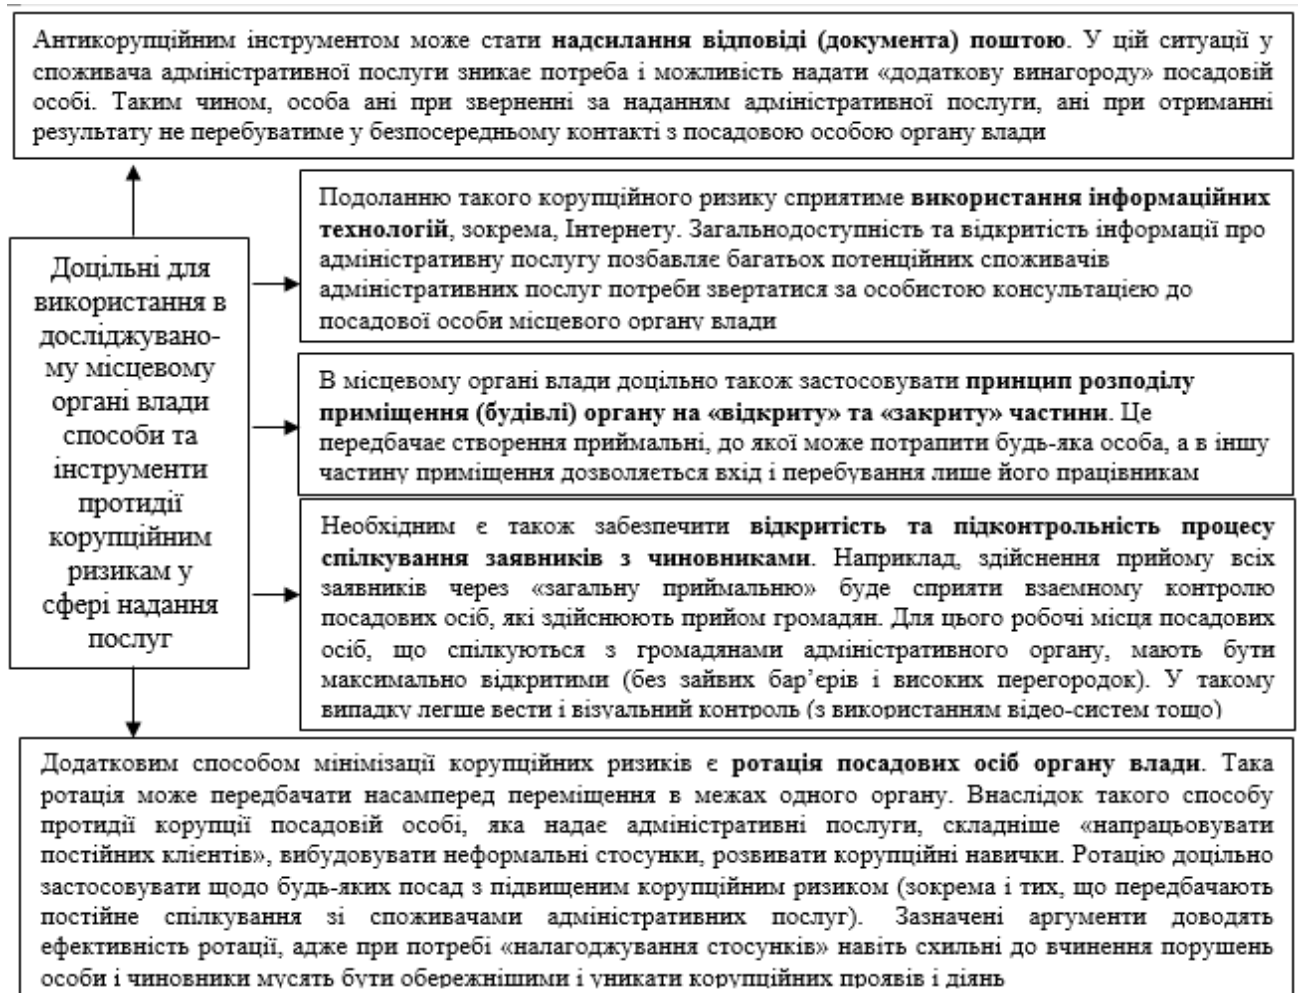 Антикорупційним інструментом може стати надсилання відповіді (документа) поштою. У цій ситуації у
споживача адміністративної послуги зникає потреба і можливість надати «додаткову винагороду» посадовій
особі. Таким чином, особа ані при зверненні за наданням адміністративної послуги, ані при отриманні
результату не перебуватиме у безпосередньому контакті з посадовою особою органу влади
Доцільні для
використання в
досліджувано-
му місцевому
органі влади
способи та
інструменти
протидії
корупційним
ризикам у
сфері надання
послуг
Подоланню такого корупційного ризику сприятиме використання інформаційних
технологій, зокрема, Інтернету. Загальнодоступність та відкритість інформації про
адміністративну послугу позбавляє багатьох потенційних споживачів
адміністративних послуг потреби звертатися за особистою консультацією до
посадової особи місцевого органу влади
В місцевому органі влади доцільно також застосовувати принцип розподілу
приміщення (будівлі) органу на «відкриту» та «закриту» частини. Це
передбачає створення приймальні, до якої може потрапити будь-яка особа, а в іншу
частину приміщення дозволяється вхід і перебування лише його працівникам
Необхідним є також забезпечити відкритість та підконтрольність процесу
спілкування заявників з чиновниками. Наприклад, здійснення прийому всіх
заявників через «загальну приймальню» буде сприяти взаємному контролю
посадових осіб, які здійснюють прийом громадян. Для цього робочі місця посадових
осіб, що спілкуються з громадянами адміністративного органу, мають бути
максимально відкритими (без зайвих бар’єрів і високих перегородок). У такому
випадку легше вести і візуальний контроль (з використанням відео-систем тощо)
Додатковим способом мінімізації корупційних ризиків є ротація посадових осіб органу влади. Така
ротація може передбачати насамперед переміщення в межах одного органу. Внаслідок такого способу
протидії корупції посадовій особі, яка надає адміністративні послуги, складніше «напрацьовувати
постійних клієнтів», вибудовувати неформальні стосунки, розвивати корупційні навички. Ротацію доцільно
застосовувати щодо будь-яких посад з підвищеним корупційним ризиком (зокрема і тих, що передбачають
постійне спілкування зі споживачами адміністративних послуг). Зазначені аргументи доводять
ефективність ротації, адже при потребі «налагоджування стосунків» навіть схильні до вчинення порушень
особи і чиновники мусять бути обережнішими і уникати корупційних проявів і діянь